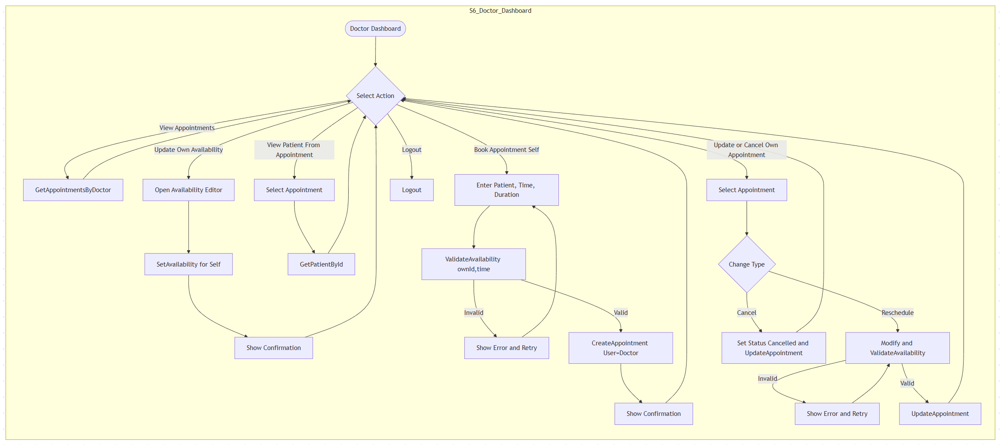 S6_Doctor_Dashboard
Doctor Dashboard
Select Action
View Appointments
Update Own Availability
View Patient From
Appointment
Logout
Book Appointment Self
Update or Cancel Own
Appointment
GetAppointmentsByDoctor
Open Availability Editor
Select Appointment
Logout
Enter Patient, Time,
Duration
Select Appointment
SetAvailability for Self
GetPatientById
ValidateAvailability
ownId,time
Change Type
Invalid
Valid
Cancel
Reschedule
Show Confirmation
Show Error and Retry
CreateAppointment
User=Doctor
Set Status Cancelled and
UpdateAppointment
Modify and
ValidateAvailability
Invalid
Valid
Show Confirmation
Show Error and Retry
UpdateAppointment